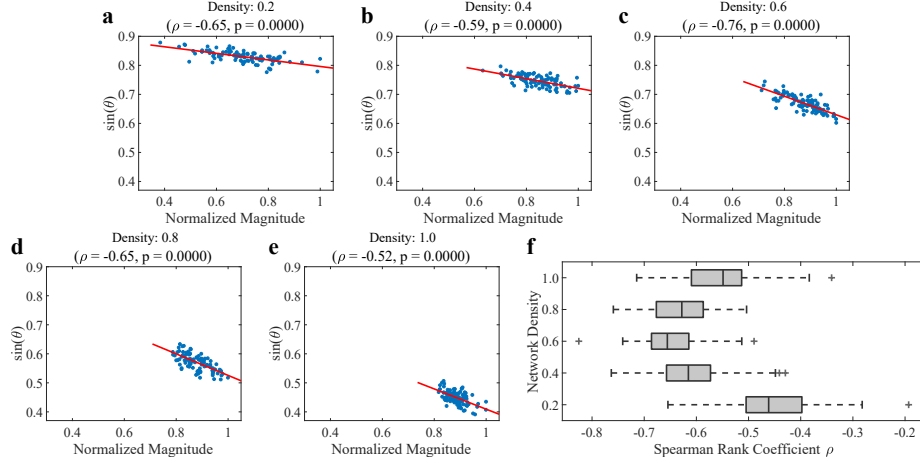 a
Density: 0.2
(ρ = -0.65, p = 0.0000)
0.9
0.8
0.7
0.6
0.5
0.4
sin(θ)
0.4 0.6 0.8 1
Normalized Magnitude
b
Density: 0.4
(ρ = -0.59, p = 0.0000)
0.9
0.8
0.7
0.6
0.5
0.4
sin(θ)
0.4 0.6 0.8 1
Normalized Magnitude
c
Density: 0.6
(ρ = -0.76, p = 0.0000)
0.9
0.8
0.7
0.6
0.5
0.4
sin(θ)
0.4 0.6 0.8 1
Normalized Magnitude
d
Density: 0.8
(ρ = -0.65, p = 0.0000)
0.9
0.8
0.7
0.6
0.5
0.4
sin(θ)
0.4 0.6 0.8 1
Normalized Magnitude
e
Density: 1.0
(ρ = -0.52, p = 0.0000)
0.9
0.8
0.7
0.6
0.5
0.4
sin(θ)
0.4 0.6 0.8 1
Normalized Magnitude
f
1.0
0.8
0.6
0.4
0.2
Network Density
-0.8 -0.7 -0.6 -0.5 -0.4 -0.3 -0.2
Spearman Rank Coefficient ρ